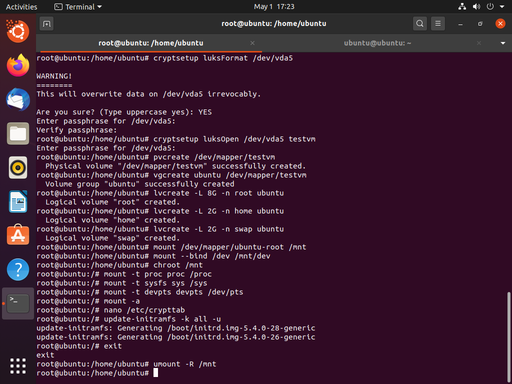 Activities
Terminal
May 1 17:23
root@ubuntu: /home/ubuntu
root@ubuntu: /home/ubuntu
ubuntu@ubuntu: ~
root@ubuntu:/home/ubuntu# cryptsetup luksFormat /dev/vda5
WARNING!
========
This will overwrite data on /dev/vda5 irrevocably.
Are you sure? (Type uppercase yes): YES
Enter passphrase for /dev/vda5:
Verify passphrase:
root@ubuntu:/home/ubuntu# cryptsetup luksOpen /dev/vda5 testvm
Enter passphrase for /dev/vda5:
root@ubuntu:/home/ubuntu# pvcreate /dev/mapper/testvm
Physical volume "/dev/mapper/testvm" successfully created.
root@ubuntu:/home/ubuntu# vgcreate ubuntu /dev/mapper/testvm
Volume group "ubuntu" successfully created
root@ubuntu:/home/ubuntu# lvcreate -L 8G -n root ubuntu
Logical volume "root" created.
root@ubuntu:/home/ubuntu# lvcreate -L 2G -n home ubuntu
Logical volume "home" created.
root@ubuntu:/home/ubuntu# lvcreate -L 2G -n swap ubuntu
Logical volume "swap" created.
root@ubuntu:/home/ubuntu# mount /dev/mapper/ubuntu-root /mnt
root@ubuntu:/home/ubuntu# mount --bind /dev /mnt/dev
root@ubuntu:/home/ubuntu# chroot /mnt
root@ubuntu:/# mount -t proc proc /proc
root@ubuntu:/# mount -t sysfs sys /sys
root@ubuntu:/# mount -t devpts devpts /dev/pts
root@ubuntu:/# mount -a
root@ubuntu:/# nano /etc/crypttab
root@ubuntu:/# update-initramfs -k all -u
update-initramfs: Generating /boot/initrd.img-5.4.0-28-generic
update-initramfs: Generating /boot/initrd.img-5.4.0-26-generic
root@ubuntu:/# exit
exit
root@ubuntu:/home/ubuntu# umount -R /mnt
root@ubuntu:/home/ubuntu#